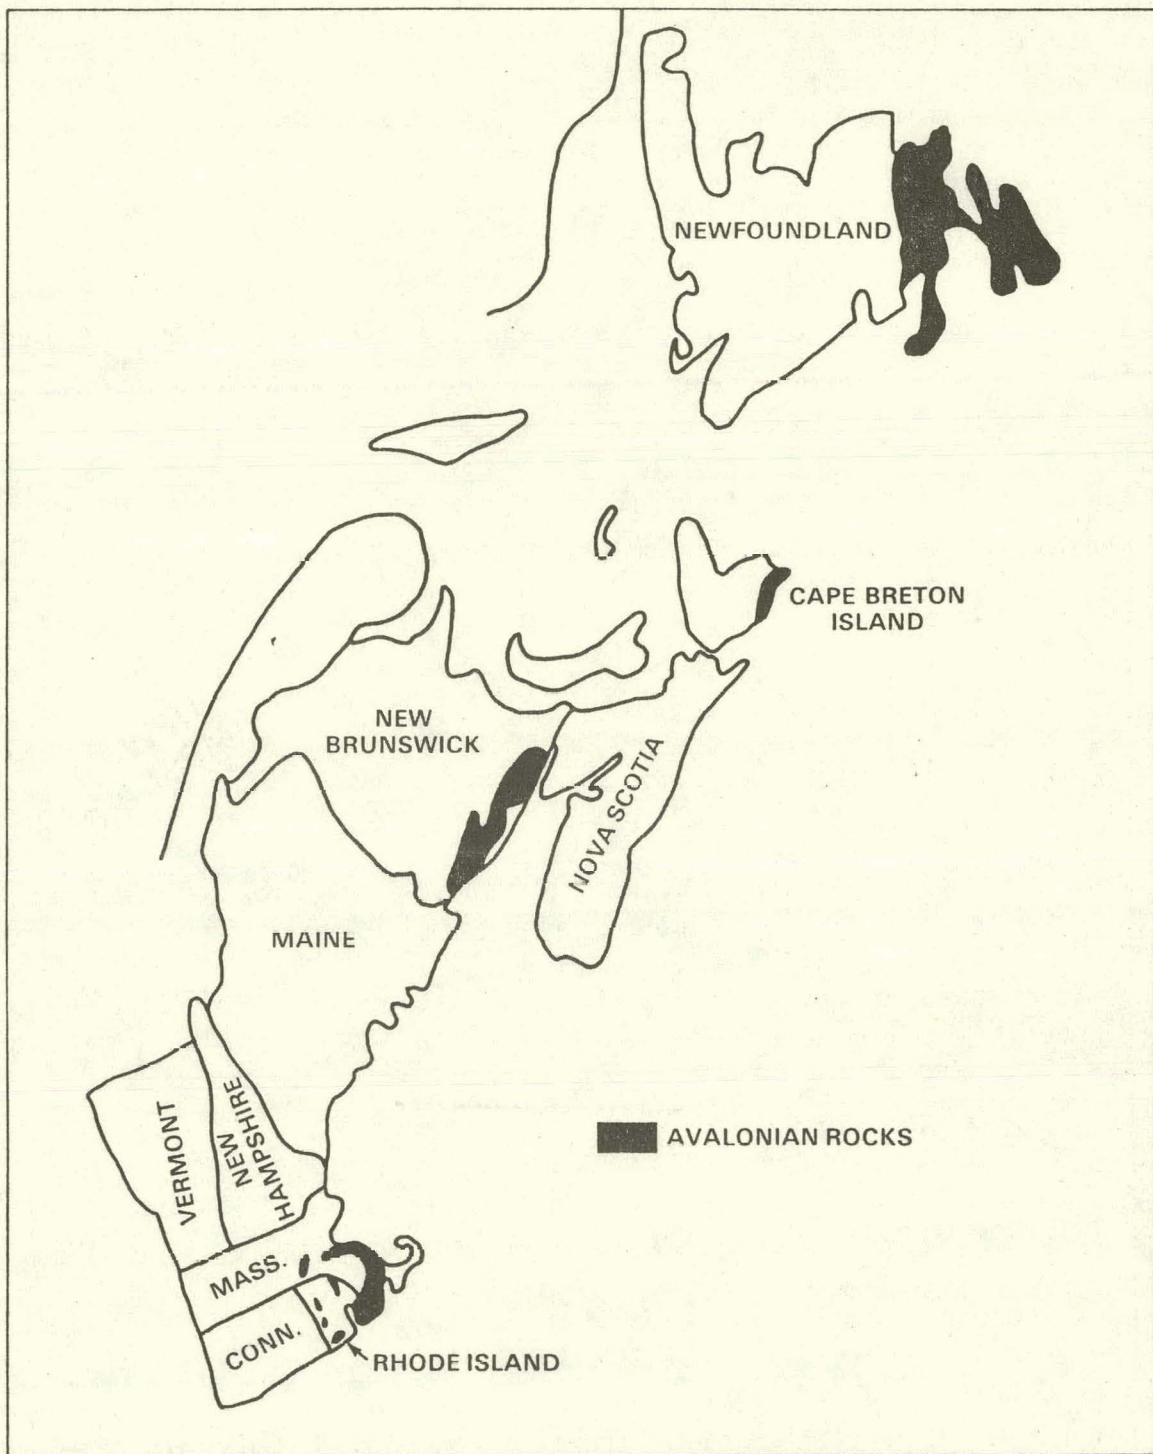 NEWFOUNDLAND
CAPE BRETON
ISLAND
NEW
BRUNSWICK
NOVA SCOTIA
MAINE
AVALONIAN ROCKS
VERMONT
NEW
HAMPSHIRE
MASS.
CONN.
RHODE ISLAND